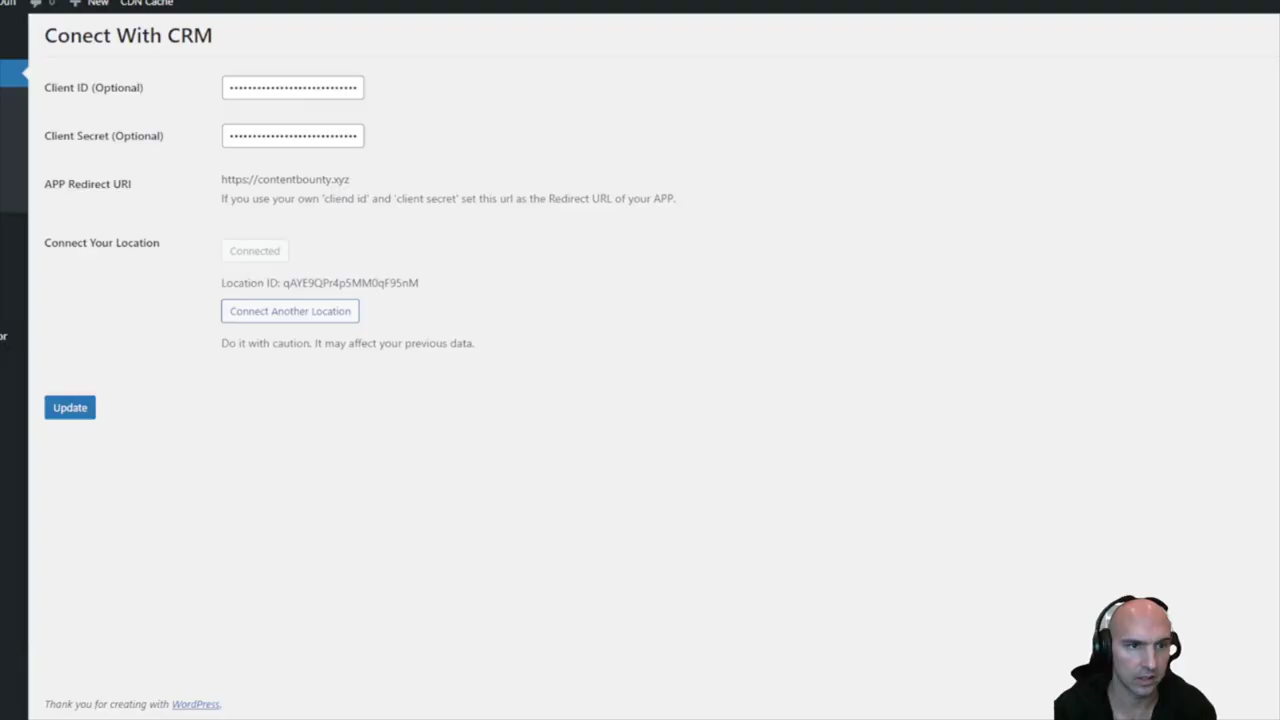 New CDN Cache
Conect With CRM
Client ID (Optional)
Client Secret (Optional)
APP Redirect URI https://contentbounty.xyz
If you use your own 'cliend id' and 'client secret' set this url as the Redirect URL of your APP.
Connect Your Location Connected
Location ID: qAYE9QPr4p5MM0qF95nM
Connect Another Location
Do it with caution. It may affect your previous data.
Update
Thank you for creating with WordPress.